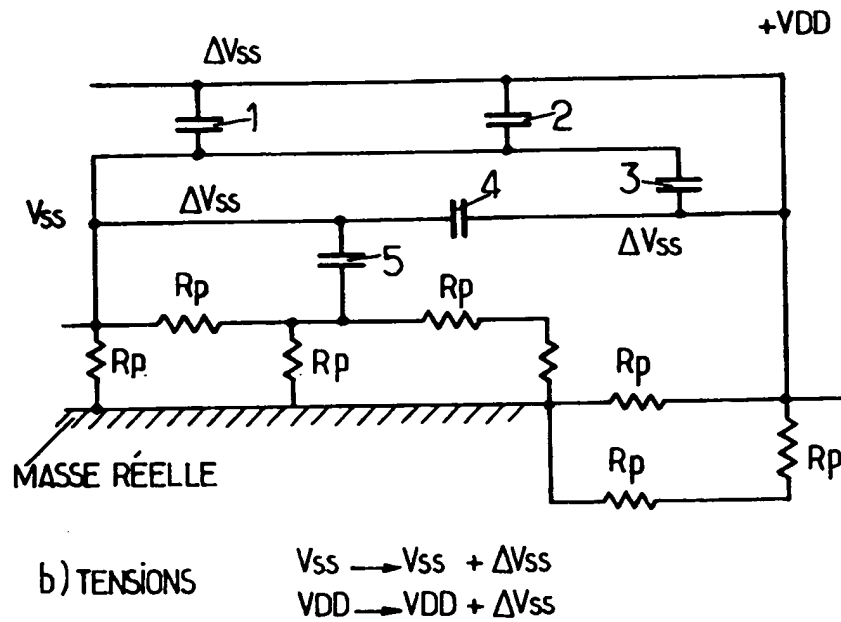 +VDD
ΔVss
1
2
3
4
Vss
ΔVss
ΔVss
5
Rp
Rp
Rp
Rp
Rp
Rp
Rp
MASSE RÉELLE
b) TENSIONS
Vss → Vss + ΔVss
VDD → VDD + ΔVss